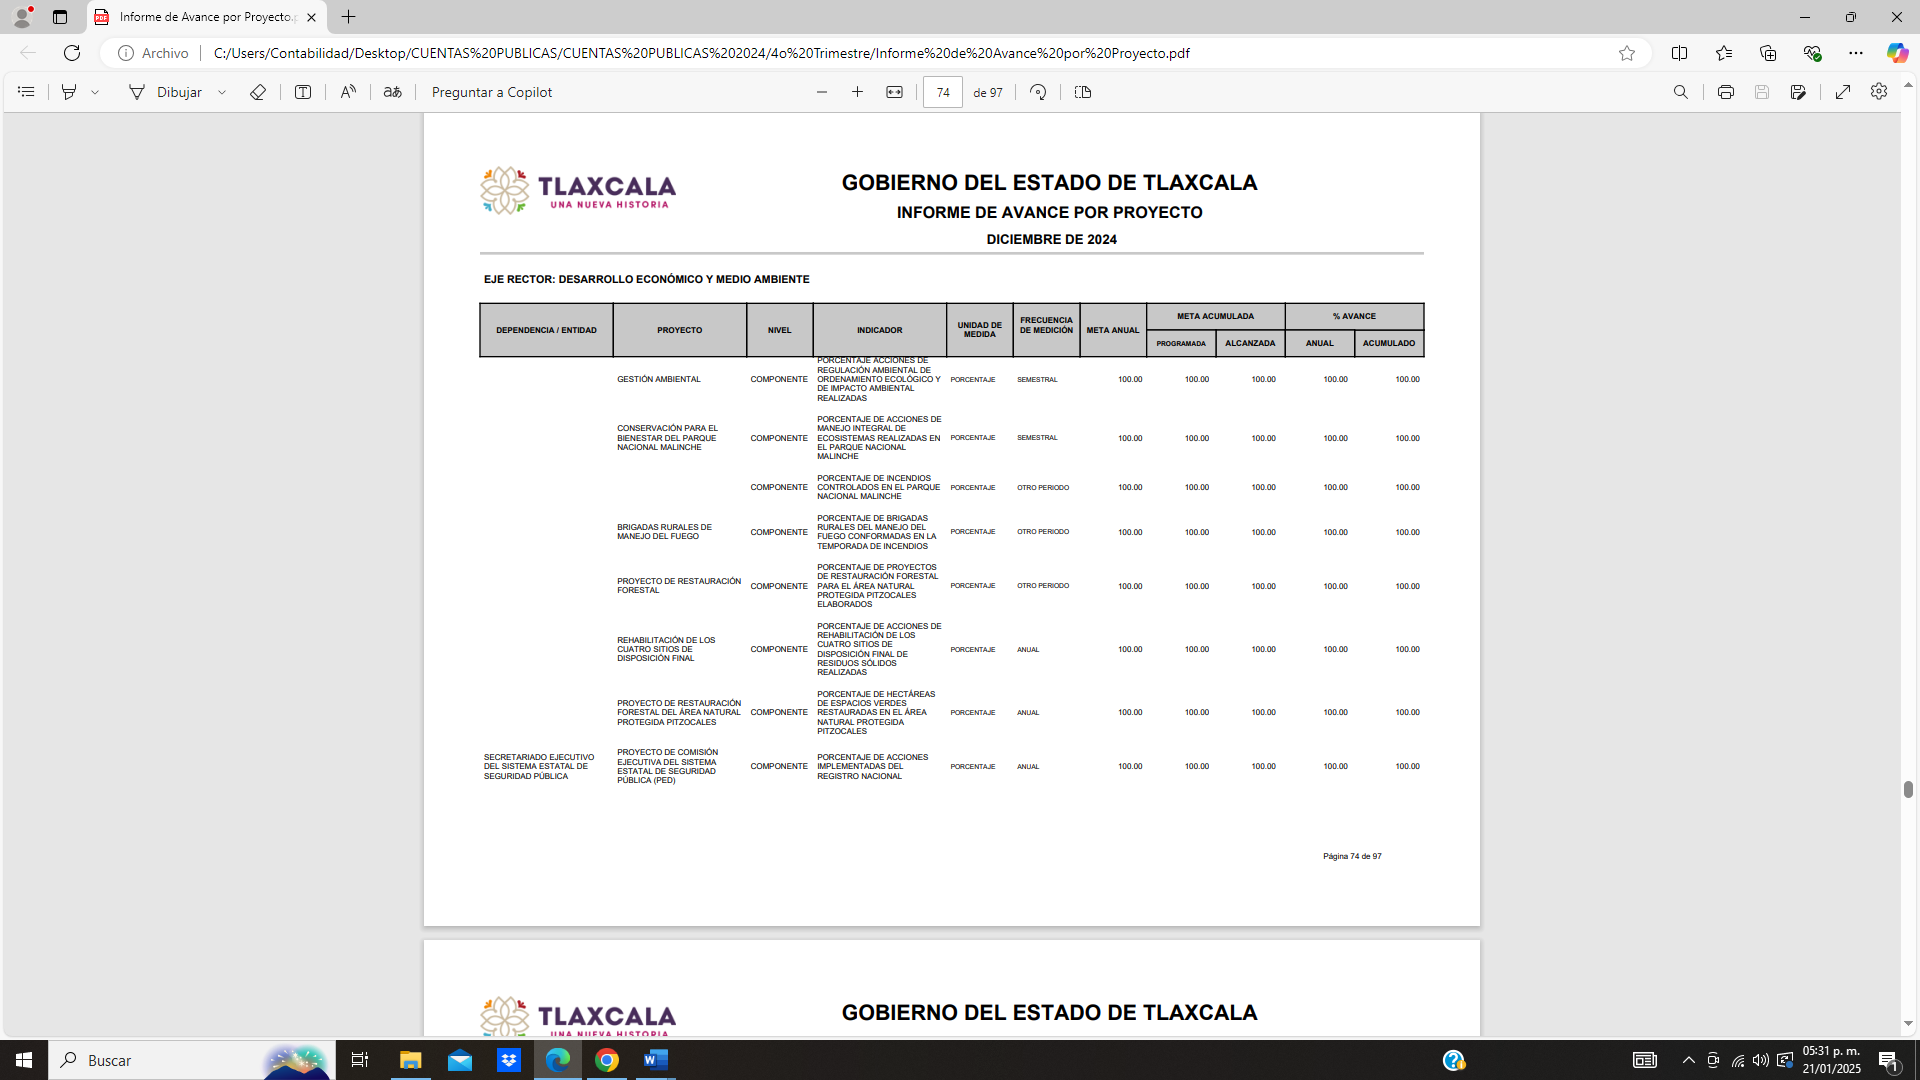 Informe de Avance por Proyecto.p
Archivo
C:/Users/Contabilidad/Desktop/CUENTAS%20PUBLICAS/CUENTAS%20PUBLICAS%202024/4o%20Trimestre/Informe%20de%20Avance%20por%20Proyecto.pdf
Dibujar
Preguntar a Copilot
74 de 97
TLAXCALA
UNA NUEVA HISTORIA
GOBIERNO DEL ESTADO DE TLAXCALA
INFORME DE AVANCE POR PROYECTO
DICIEMBRE DE 2024
EJE RECTOR: DESARROLLO ECONÓMICO Y MEDIO AMBIENTE
DEPENDENCIA / ENTIDAD
PROYECTO
NIVEL
INDICADOR
UNIDAD DE
MEDIDA
FRECUENCIA
DE MEDICIÓN
META ANUAL
META ACUMULADA
PROGRAMADA
ALCANZADA
% AVANCE
ANUAL
ACUMULADO
GESTIÓN AMBIENTAL
COMPONENTE
PORCENTAJE ACCIONES DE
REGULACIÓN AMBIENTAL DE
ORDENAMIENTO ECOLÓGICO Y
DE IMPACTO AMBIENTAL
REALIZADAS
PORCENTAJE
SEMESTRAL
100.00 100.00 100.00 100.00 100.00
CONSERVACIÓN PARA EL
BIENESTAR DEL PARQUE
NACIONAL MALINCHE
COMPONENTE
PORCENTAJE DE ACCIONES DE
MANEJO INTEGRAL DE
ECOSISTEMAS REALIZADAS EN
EL PARQUE NACIONAL
MALINCHE
PORCENTAJE
SEMESTRAL
100.00 100.00 100.00 100.00 100.00
COMPONENTE
PORCENTAJE DE INCENDIOS
CONTROLADOS EN EL PARQUE
NACIONAL MALINCHE
PORCENTAJE
OTRO PERIODO
100.00 100.00 100.00 100.00 100.00
BRIGADAS RURALES DE
MANEJO DEL FUEGO
COMPONENTE
PORCENTAJE DE BRIGADAS
RURALES DEL MANEJO DEL
FUEGO CONFORMADAS EN LA
TEMPORADA DE INCENDIOS
PORCENTAJE
OTRO PERIODO
100.00 100.00 100.00 100.00 100.00
PROYECTO DE RESTAURACIÓN
FORESTAL
COMPONENTE
PORCENTAJE DE PROYECTOS
DE RESTAURACIÓN FORESTAL
PARA EL ÁREA NATURAL
PROTEGIDA PITZOCALES
ELABORADOS
PORCENTAJE
OTRO PERIODO
100.00 100.00 100.00 100.00 100.00
REHABILITACIÓN DE LOS
CUATRO SITIOS DE
DISPOSICIÓN FINAL
COMPONENTE
PORCENTAJE DE ACCIONES DE
REHABILITACIÓN DE LOS
CUATRO SITIOS DE
DISPOSICIÓN FINAL DE
RESIDUOS SÓLIDOS
REALIZADAS
PORCENTAJE
ANUAL
100.00 100.00 100.00 100.00 100.00
PROYECTO DE RESTAURACIÓN
FORESTAL DEL ÁREA NATURAL
PROTEGIDA PITZOCALES
COMPONENTE
PORCENTAJE DE HECTÁREAS
DE ESPACIOS VERDES
RESTAURADAS EN EL ÁREA
NATURAL PROTEGIDA
PITZOCALES
PORCENTAJE
ANUAL
100.00 100.00 100.00 100.00 100.00
SECRETARIADO EJECUTIVO
DEL SISTEMA ESTATAL DE
SEGURIDAD PÚBLICA
PROYECTO DE COMISIÓN
EJECUTIVA DEL SISTEMA
ESTATAL DE SEGURIDAD
PÚBLICA (PED)
COMPONENTE
PORCENTAJE DE ACCIONES
IMPLEMENTADAS DEL
REGISTRO NACIONAL
PORCENTAJE
ANUAL
100.00 100.00 100.00 100.00 100.00
Página 74 de 97
TLAXCALA
UNA NUEVA HISTORIA
GOBIERNO DEL ESTADO DE TLAXCALA
Buscar
05:31 p. m.
21/01/2025
1